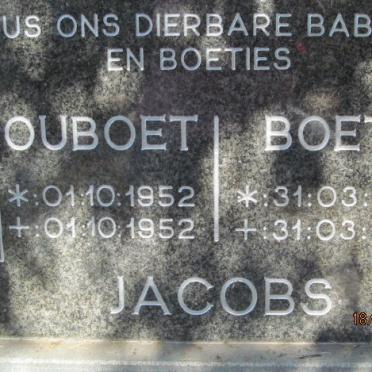 US ONS DIERBARE BAB
EN BOETIES
OUBOET BOET
*:01:10:1952 *:31:03:
+:01:10:1952 +:31:03:
JACOBS
18